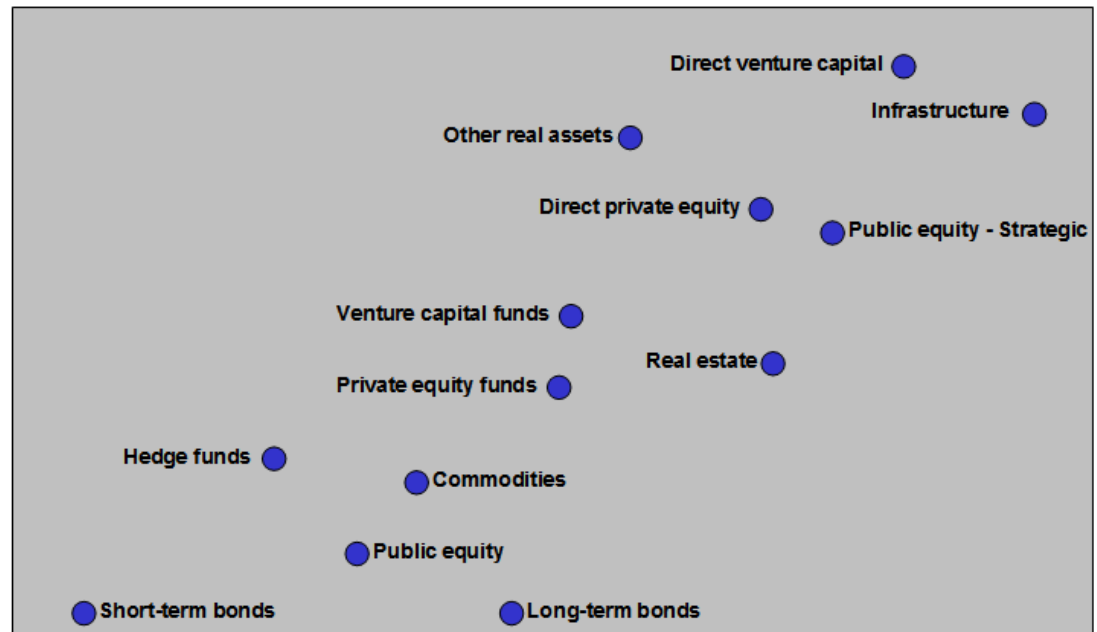 Direct venture capital
Infrastructure
Other real assets
Direct private equity
Public equity - Strategic
Venture capital funds
Real estate
Private equity funds
Hedge funds
Commodities
Public equity
Short-term bonds
Long-term bonds